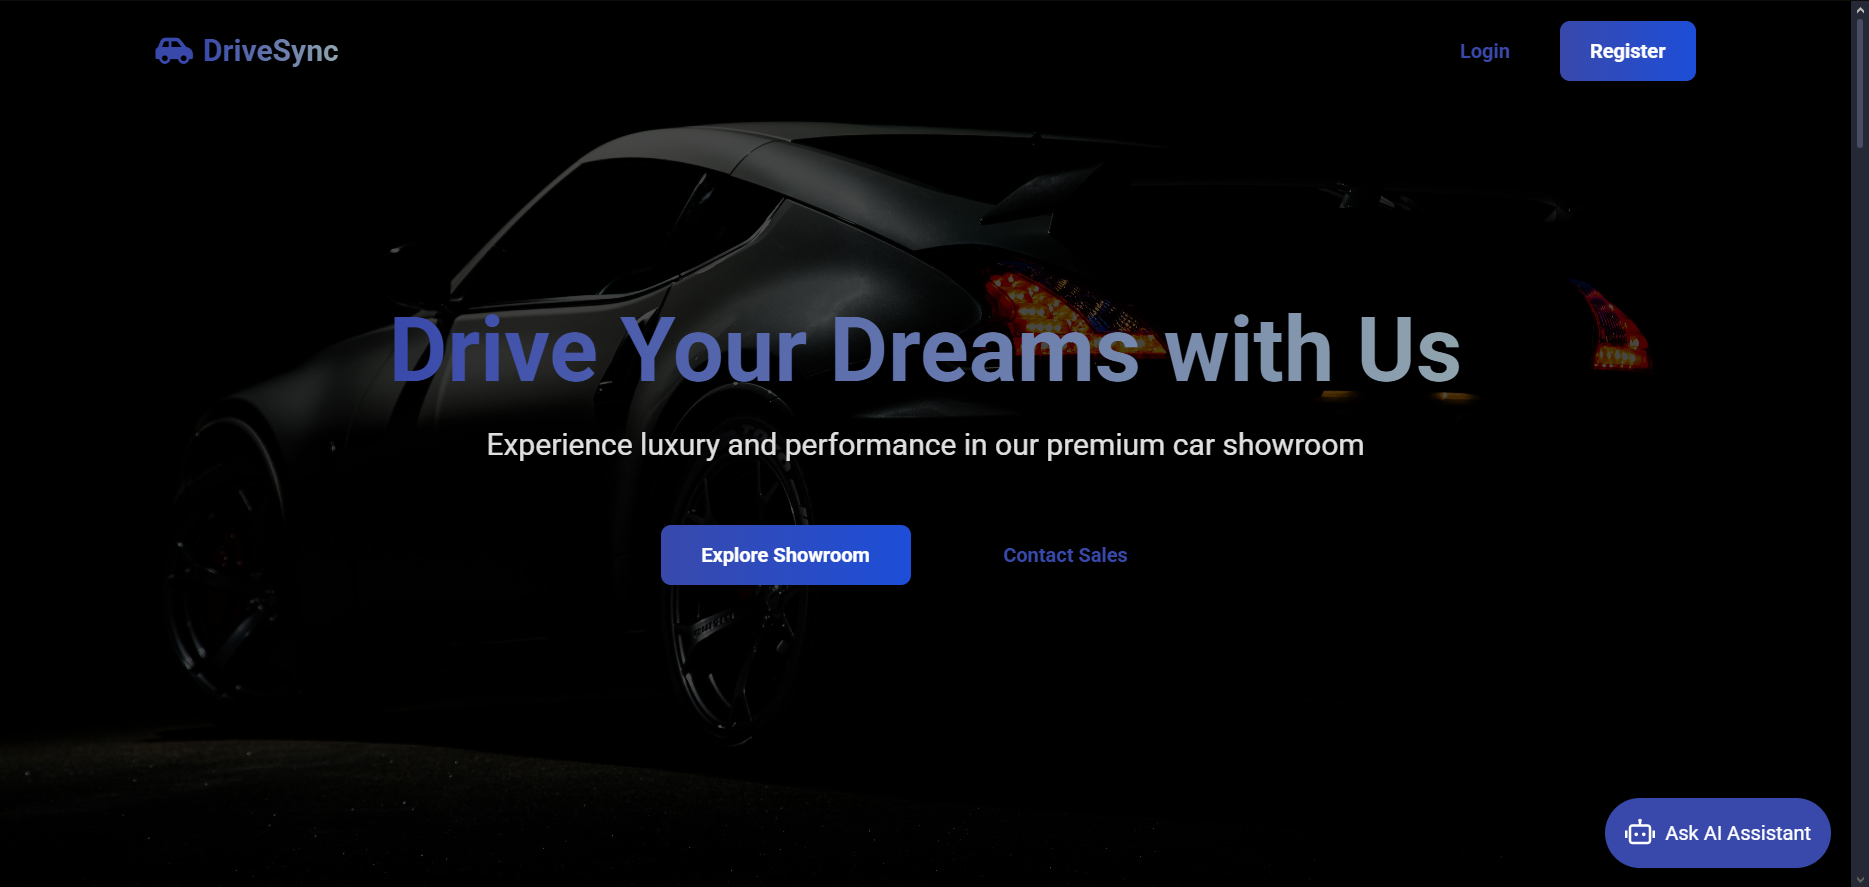 DriveSync
Login
Register
Drive Your Dreams with Us
Experience luxury and performance in our premium car showroom
Explore Showroom
Contact Sales
Ask AI Assistant